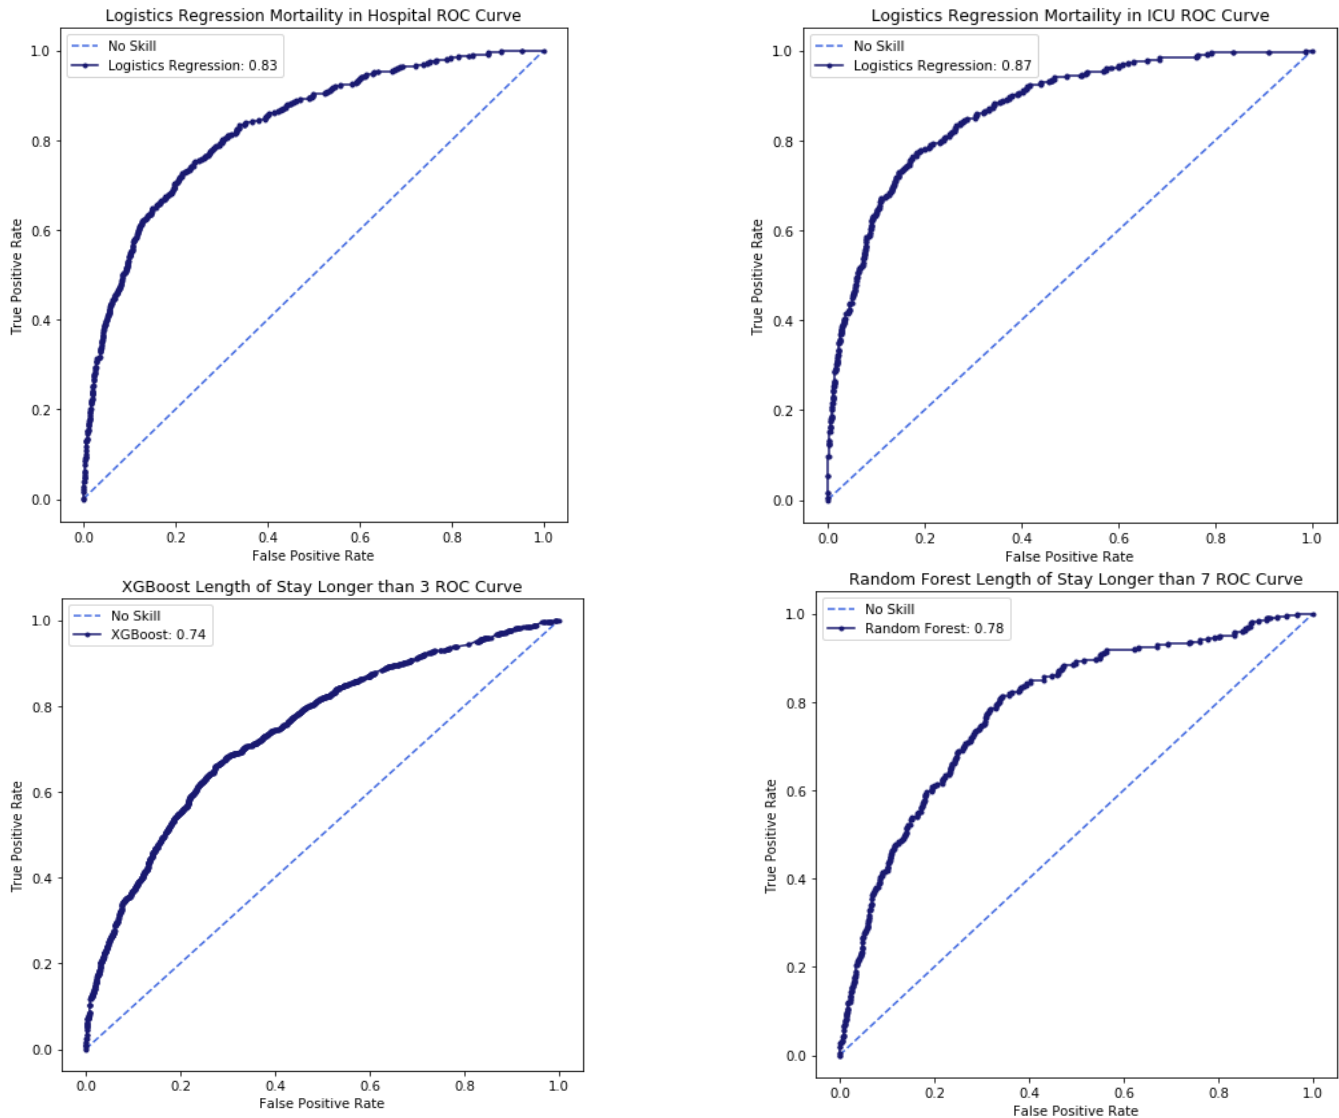 Logistics Regression Mortaility in Hospital ROC Curve
No Skill
Logistics Regression: 0.83
1.0
0.8
0.6
0.4
0.2
0.0
True Positive Rate
0.0 0.2 0.4 0.6 0.8 1.0
False Positive Rate
Logistics Regression Mortaility in ICU ROC Curve
No Skill
Logistics Regression: 0.87
1.0
0.8
0.6
0.4
0.2
0.0
True Positive Rate
0.0 0.2 0.4 0.6 0.8 1.0
False Positive Rate
XGBoost Length of Stay Longer than 3 ROC Curve
No Skill
XGBoost: 0.74
1.0
0.8
0.6
0.4
0.2
0.0
True Positive Rate
0.0 0.2 0.4 0.6 0.8 1.0
False Positive Rate
Random Forest Length of Stay Longer than 7 ROC Curve
No Skill
Random Forest: 0.78
1.0
0.8
0.6
0.4
0.2
0.0
True Positive Rate
0.0 0.2 0.4 0.6 0.8 1.0
False Positive Rate